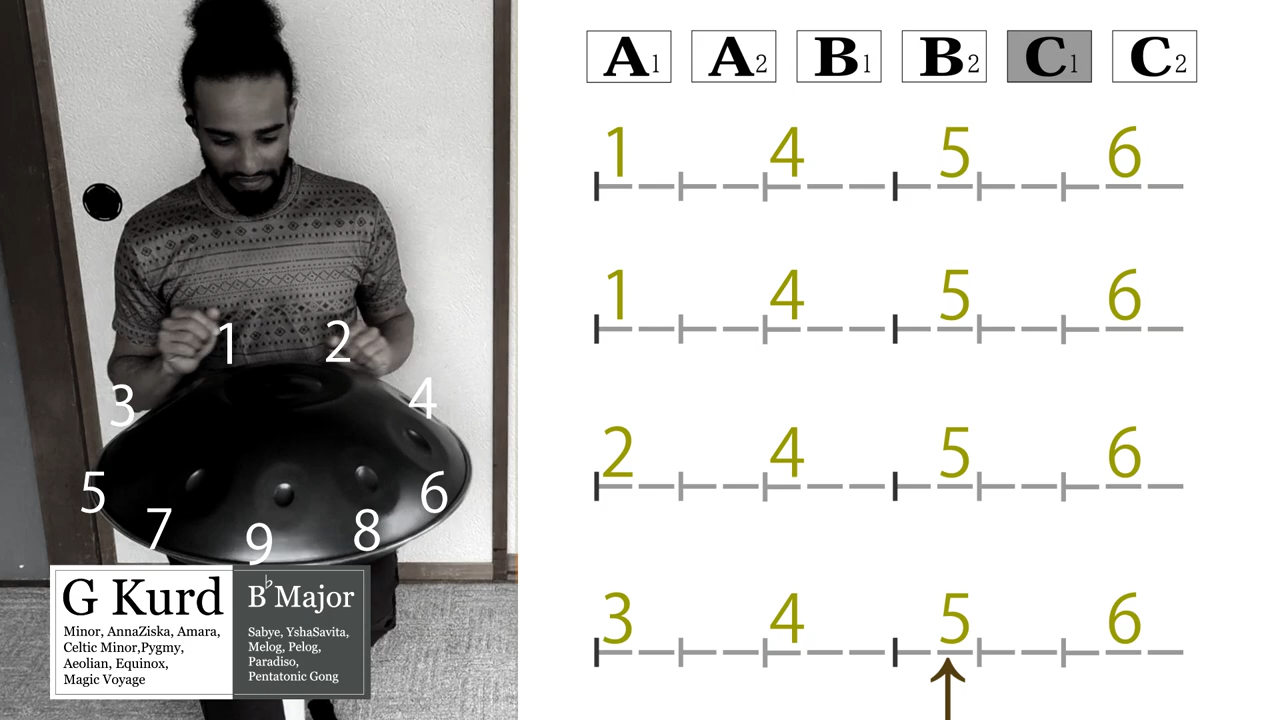 A1 A2 B1 B2 C1 C2
1 4 5 6
1 4 5 6
2 4 5 6
3 4 5 6
1 2
3 4
5 6
7 9 8
G Kurd
Minor, AnnaZiska, Amara,
Celtic Minor,Pygmy,
Aeolian, Equinox,
Magic Voyage
B♭Major
Sabye, YshaSavita,
Melog, Pelog,
Paradiso,
Pentatonic Gong